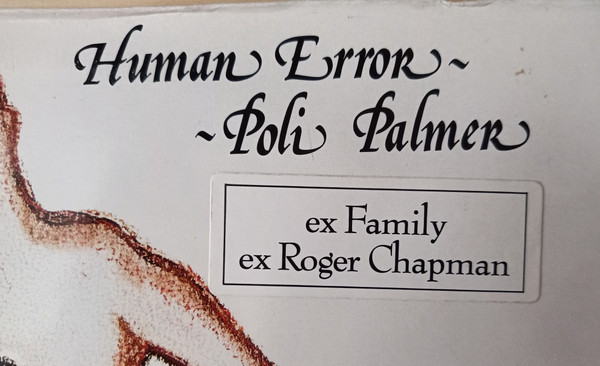 Human Error ~
~ Poli Palmer
ex Family
ex Roger Chapman